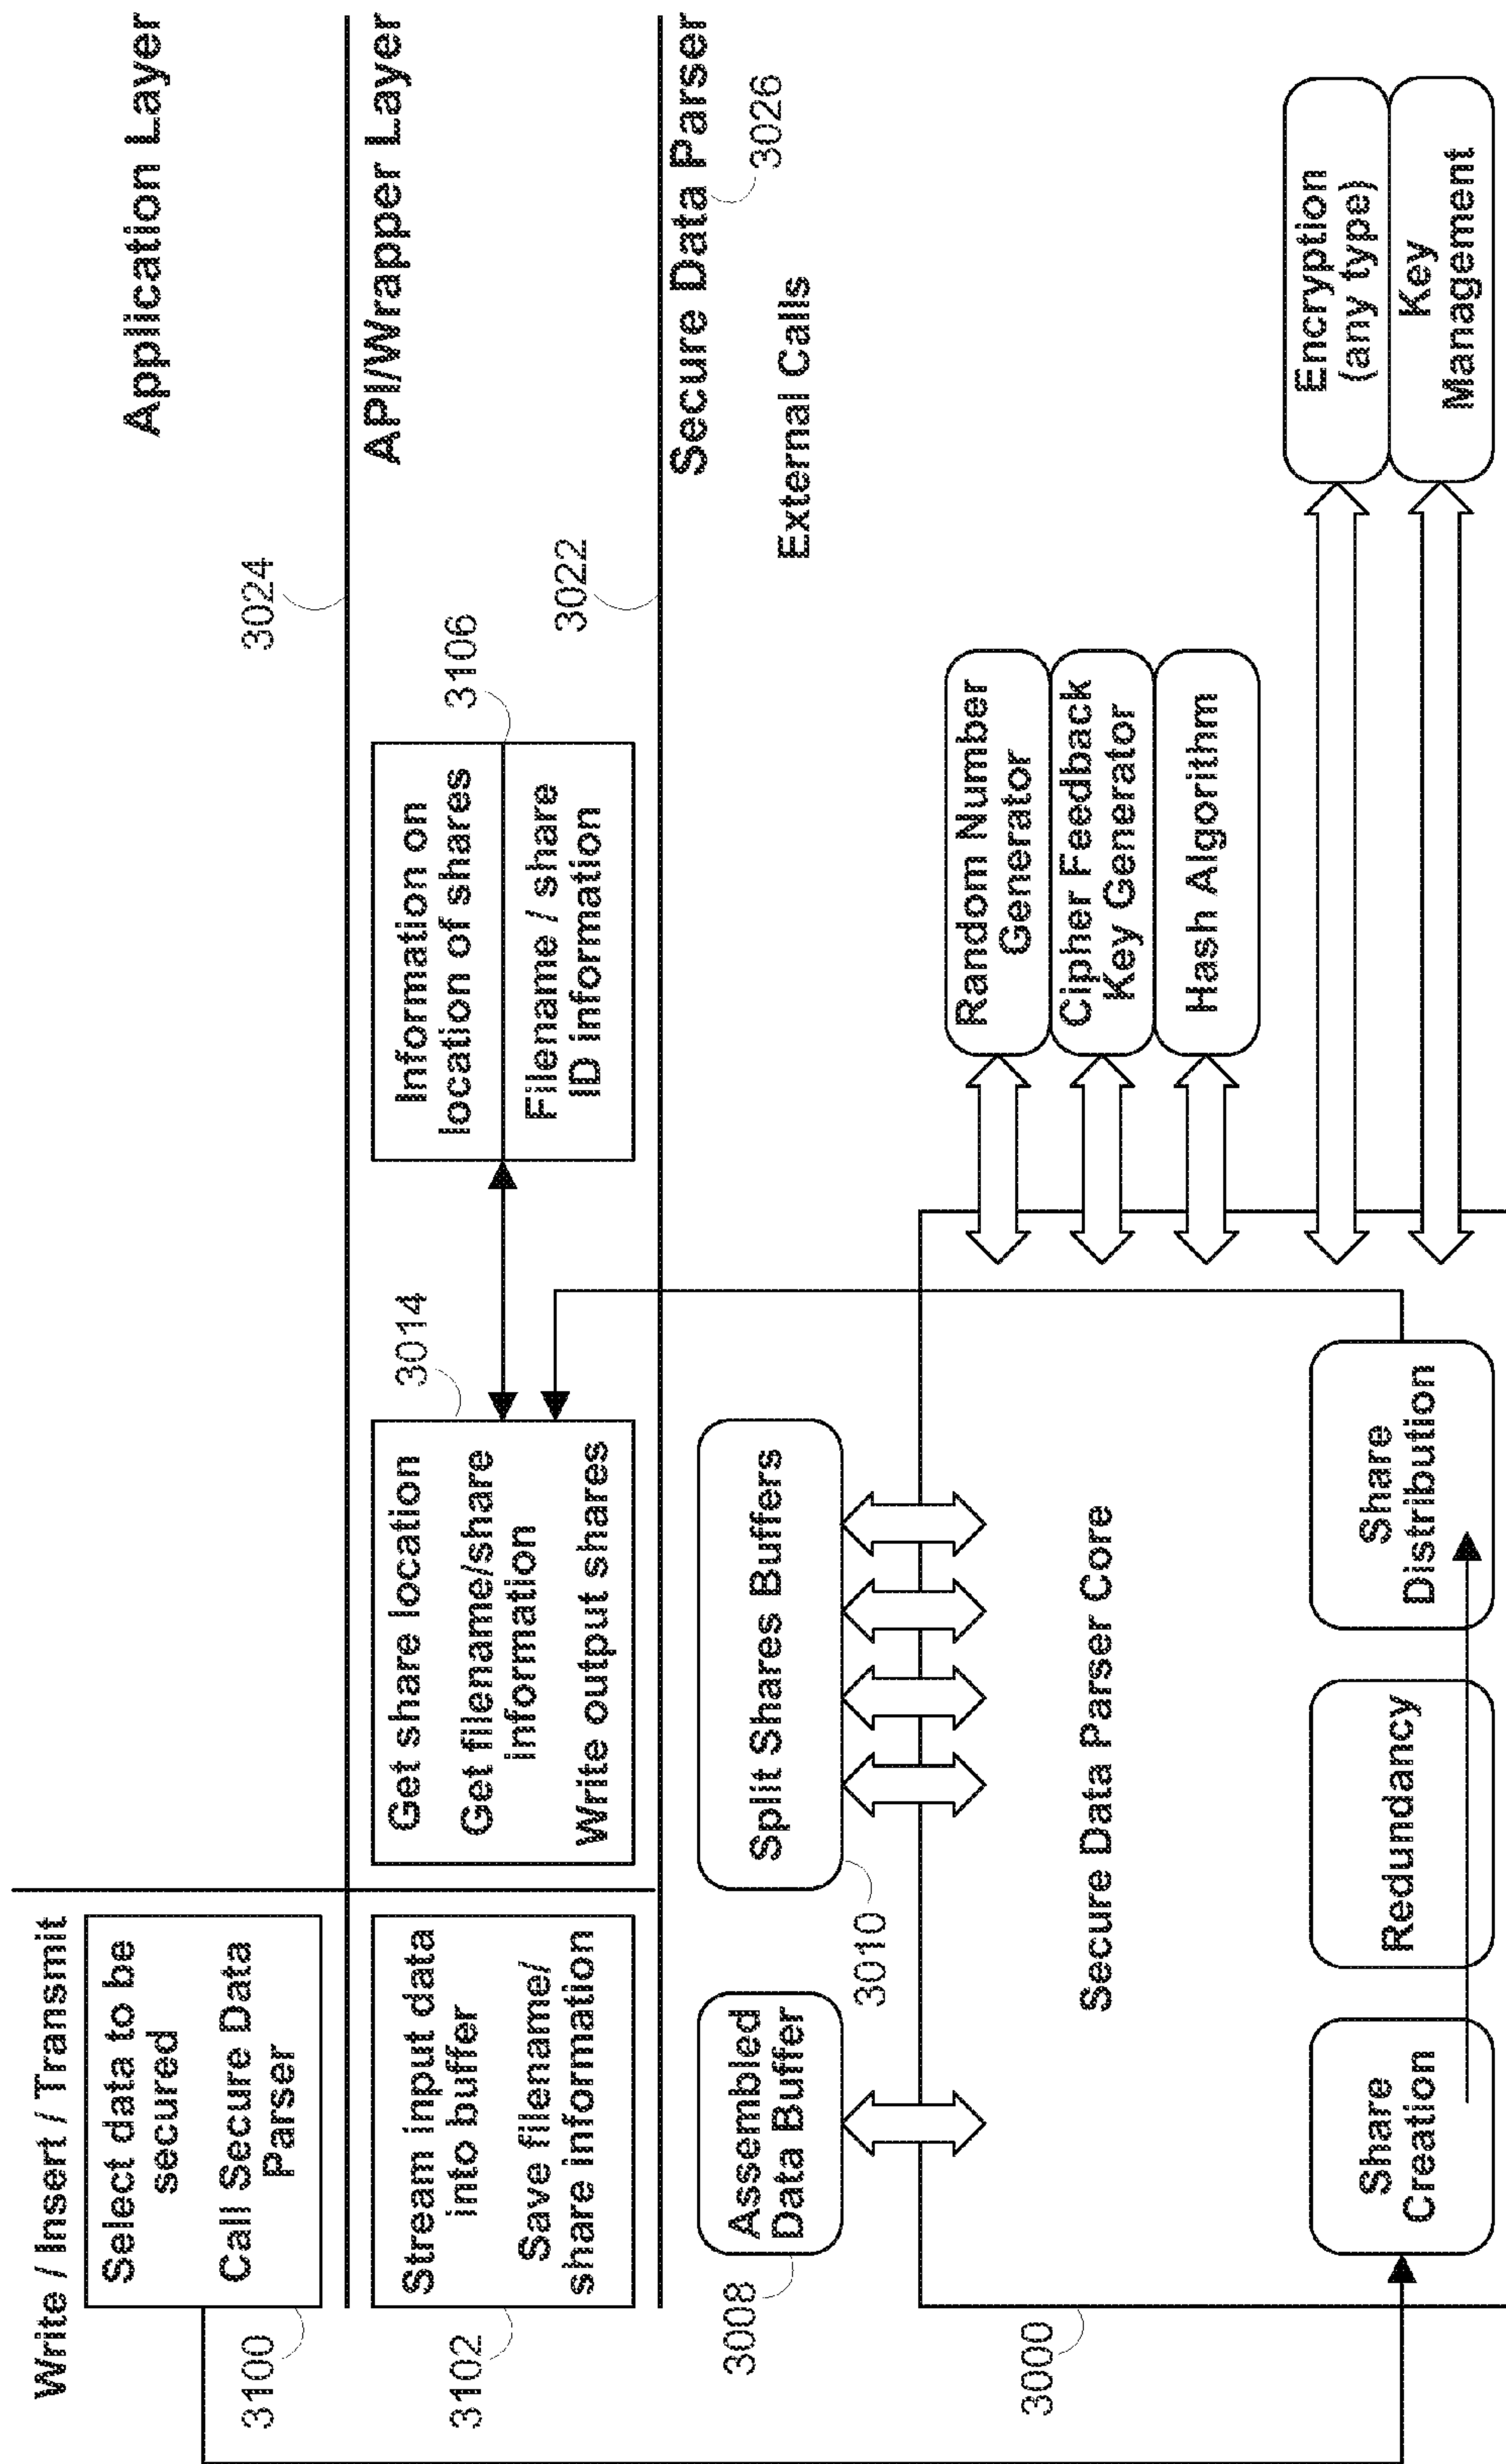 Write / Insert / Transmit
Application Layer
Select data to be
secured
Call Secure Data
Parser
3100
3024
API/Wrapper Layer
Stream input data
into buffer
Save filename/
share information
3102
Get share location
Get filename/share
information
Write output shares
3014
Information on
location of shares
Filename / share
ID information
3106
3022
Secure Data Parser
3026
External Calls
Assembled
Data Buffer
3008
Split Shares Buffers
3010
Random Number
Generator
Cipher Feedback
Key Generator
Hash Algorithm
Secure Data Parser Core
3000
Encryption
(any type)
Key
Management
Share
Creation
Redundancy
Share
Distribution